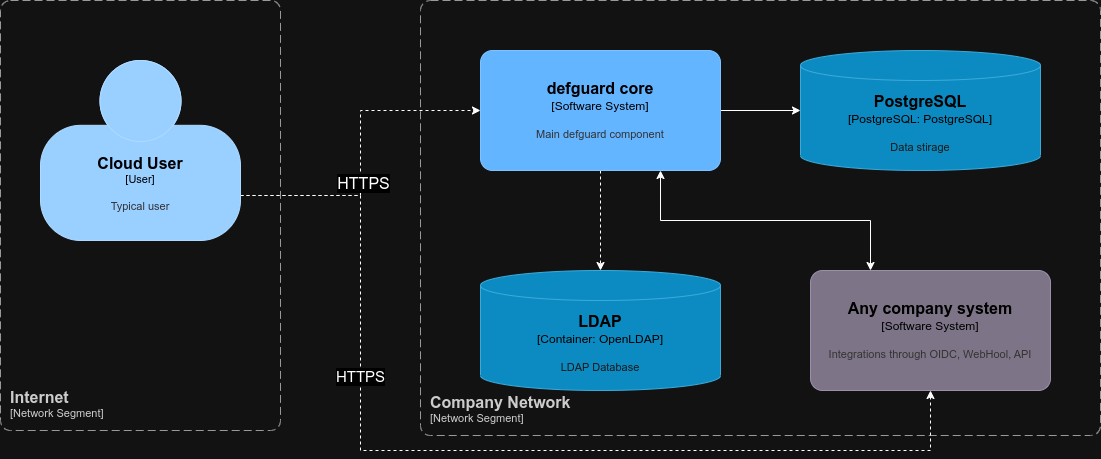 Cloud User
[User]
Typical user
Internet
[Network Segment]
HTTPS
HTTPS
defguard core
[Software System]
Main defguard component
PostgreSQL
[PostgreSQL: PostgreSQL]
Data stirage
LDAP
[Container: OpenLDAP]
LDAP Database
Any company system
[Software System]
Integrations through OIDC, WebHool, API
Company Network
[Network Segment]